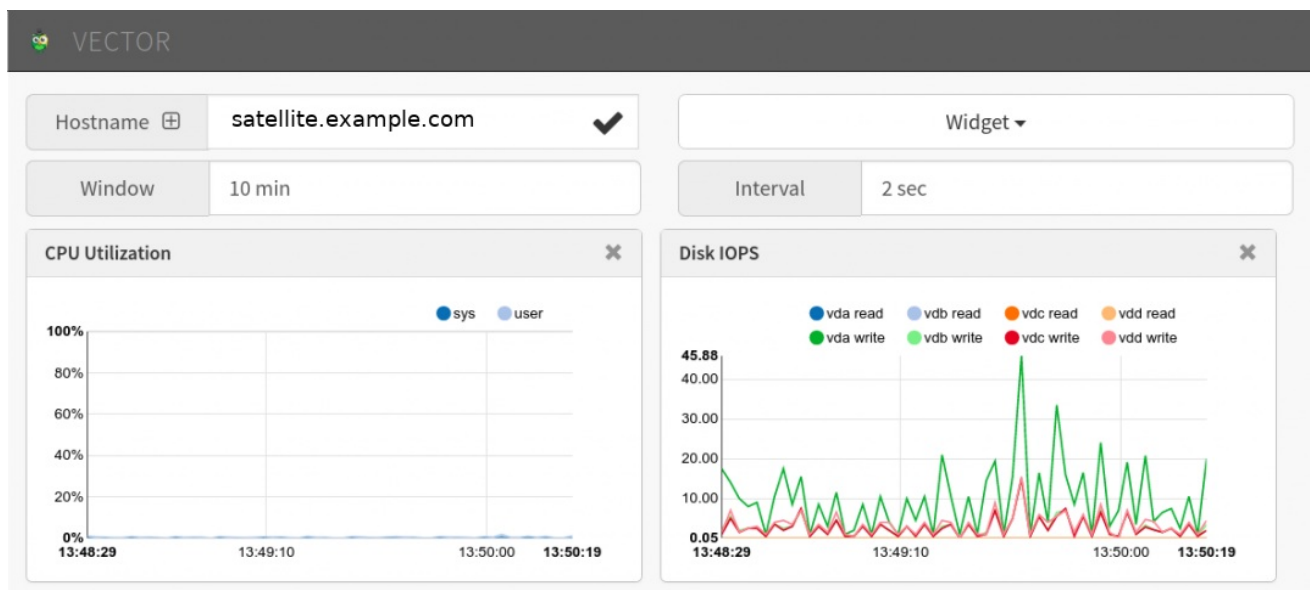 VECTOR
Hostname satellite.example.com Widget
Window 10 min Interval 2 sec
CPU Utilization
sys user
100%
80%
60%
40%
20%
0%
13:48:29 13:49:10 13:50:00 13:50:19
Disk IOPS
vda read vdb read vdc read vdd read
vda write vdb write vdc write vdd write
45.88
40.00
30.00
20.00
10.00
0.05
13:48:29 13:49:10 13:50:00 13:50:19